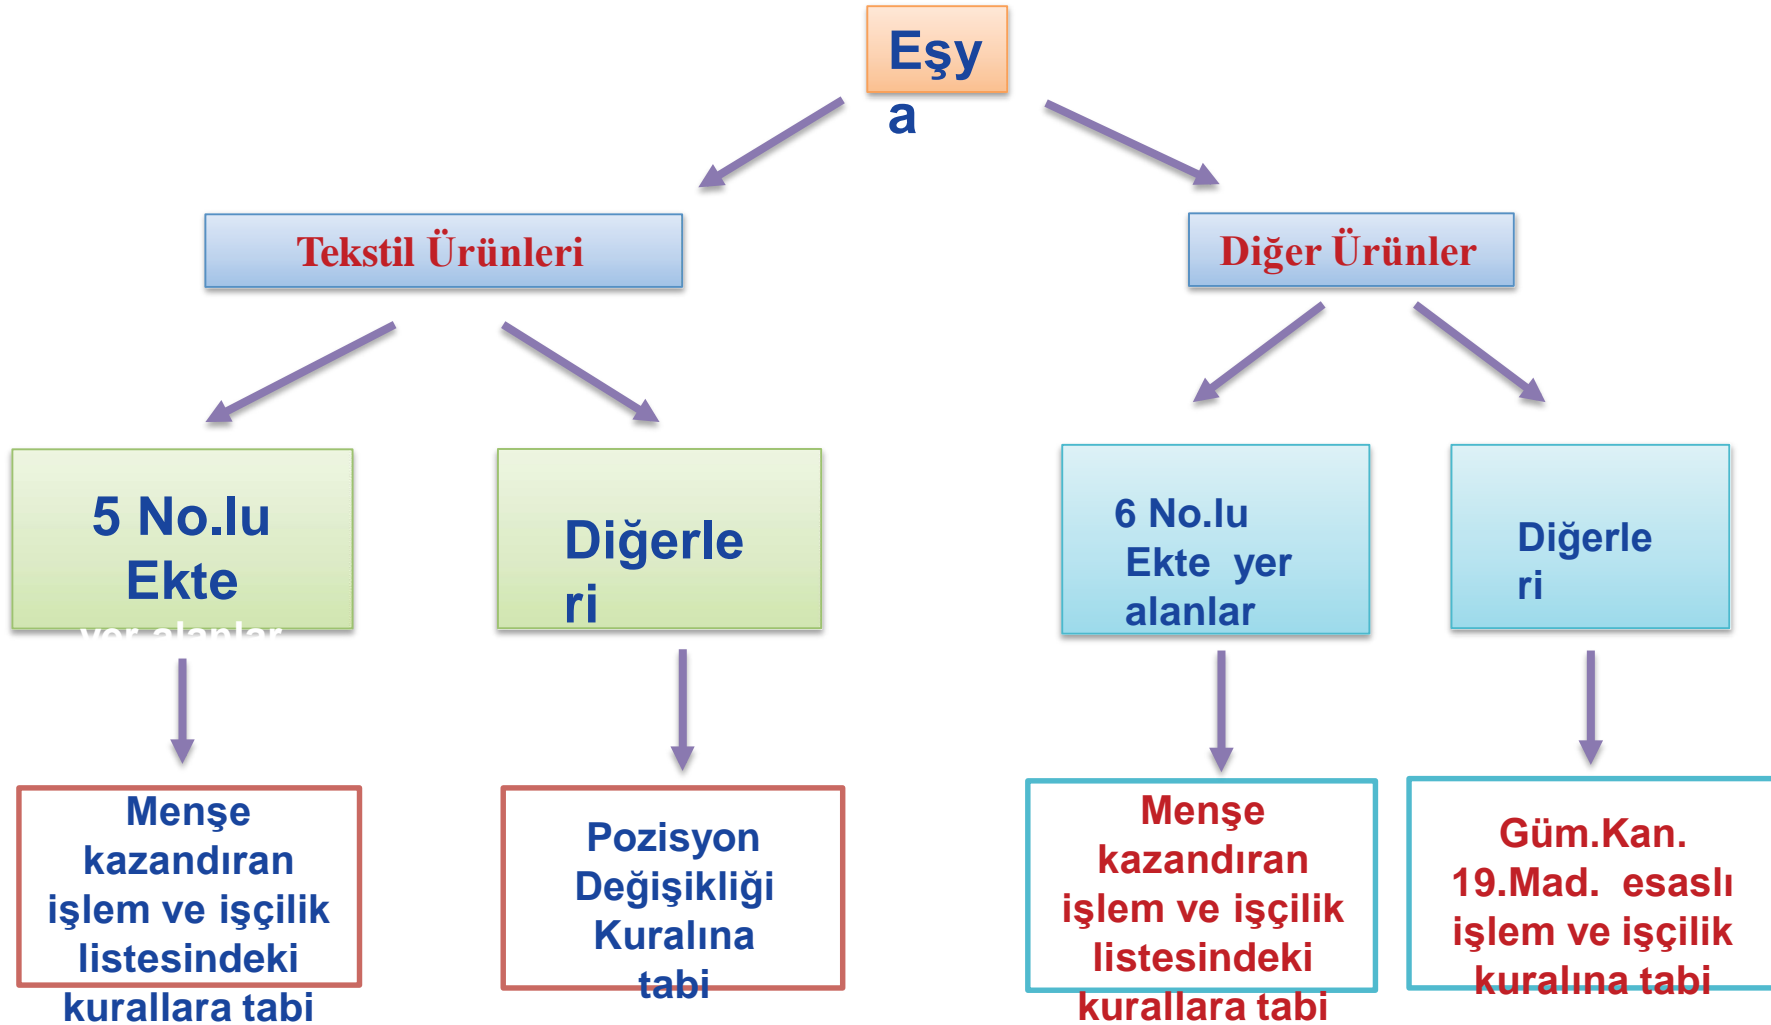 Eşy
a
Tekstil Ürünleri
Diğer Ürünler
5 No.lu
Ekte
yer alanlar
Diğerle
ri
6 No.lu
Ekte yer
alanlar
Diğerle
ri
Menşe
kazandıran
işlem ve işçilik
listesindeki
kurallara tabi
Pozisyon
Değişikliği
Kuralına
tabi
Menşe
kazandıran
işlem ve işçilik
listesindeki
kurallara tabi
Güm.Kan.
19.Mad. esaslı
işlem ve işçilik
kuralına tabi